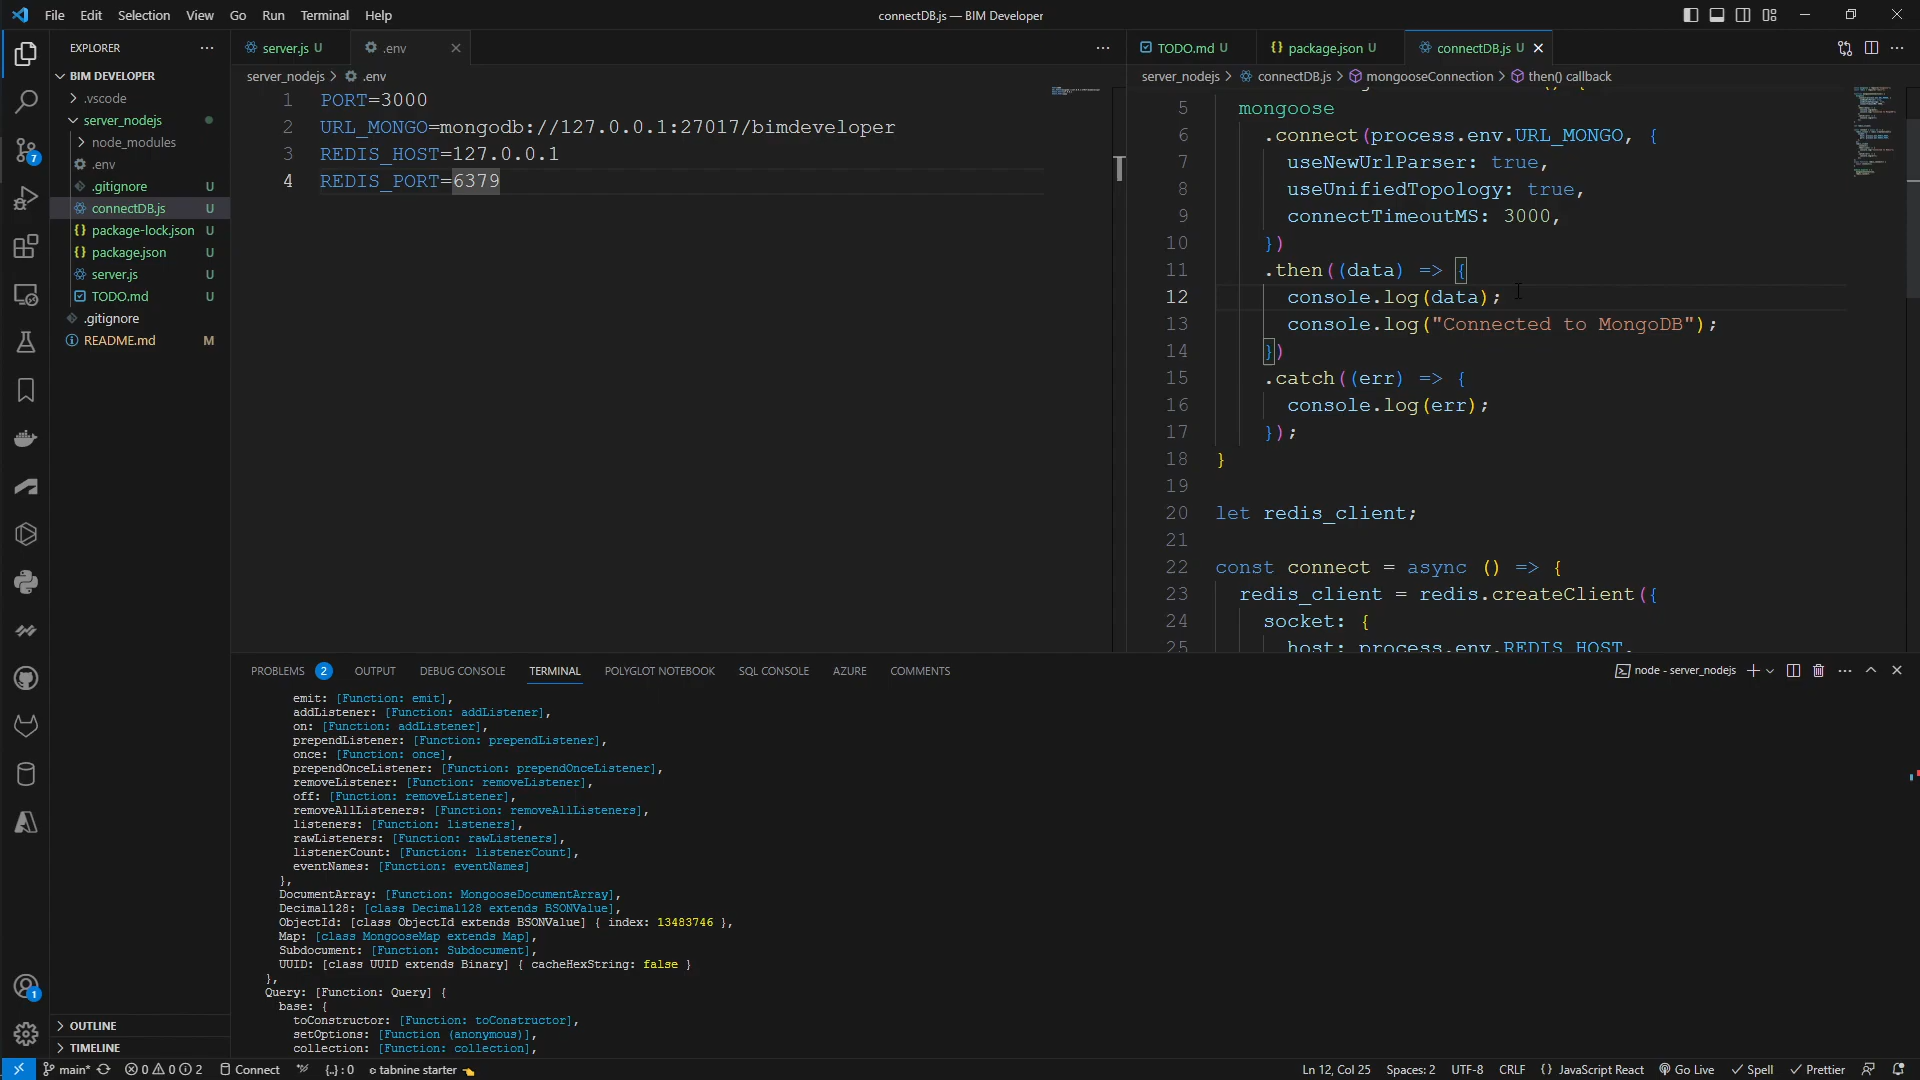 File Edit Selection View Go Run Terminal Help
connectDB.js — BIM Developer
EXPLORER
BIM DEVELOPER
.vscode
server_nodejs
node_modules
.env
.gitignore U
connectDB.js U
package-lock.json U
package.json U
server.js U
TODO.md U
.gitignore
README.md M
OUTLINE
TIMELINE
7
1
server.js U
.env
server_nodejs > .env
1 PORT=3000
2 URL_MONGO=mongodb://127.0.0.1:27017/bimdeveloper
3 REDIS_HOST=127.0.0.1
4 REDIS_PORT=6379
TODO.md U
package.json U
connectDB.js U
server_nodejs > connectDB.js > mongooseConnection > then() callback
5 mongoose
6 .connect(process.env.URL_MONGO, {
7 useNewUrlParser: true,
8 useUnifiedTopology: true,
9 connectTimeoutMS: 3000,
10 })
11 .then((data) => {
12 console.log(data);
13 console.log("Connected to MongoDB");
14 })
15 .catch((err) => {
16 console.log(err);
17 });
18 }
19
20 let redis_client;
21
22 const connect = async () => {
23 redis_client = redis.createClient({
24 socket: {
25 host: process.env.REDIS_HOST,
PROBLEMS 2 OUTPUT DEBUG CONSOLE TERMINAL POLYGLOT NOTEBOOK SQL CONSOLE AZURE COMMENTS
node - server_nodejs
emit: [Function: emit],
addListener: [Function: addListener],
on: [Function: addListener],
prependListener: [Function: prependListener],
once: [Function: once],
prependOnceListener: [Function: prependOnceListener],
removeListener: [Function: removeListener],
off: [Function: removeListener],
removeAllListeners: [Function: removeAllListeners],
listeners: [Function: listeners],
rawListeners: [Function: rawListeners],
listenerCount: [Function: listenerCount],
eventNames: [Function: eventNames]
},
DocumentArray: [Function: MongooseDocumentArray],
Decimal128: [class Decimal128 extends BSONValue],
ObjectId: [class ObjectId extends BSONValue] { index: 13483746 },
Map: [class MongooseMap extends Map],
Subdocument: [Function: Subdocument],
UUID: [class UUID extends Binary] { cacheHexString: false }
},
Query: [Function: Query] {
base: {
toConstructor: [Function: toConstructor],
setOptions: [Function (anonymous)],
collection: [Function: collection],
main* 0 0 2 Connect {..} : 0 tabnine starter
Ln 12, Col 25 Spaces: 2 UTF-8 CRLF {} JavaScript React Go Live Spell Prettier